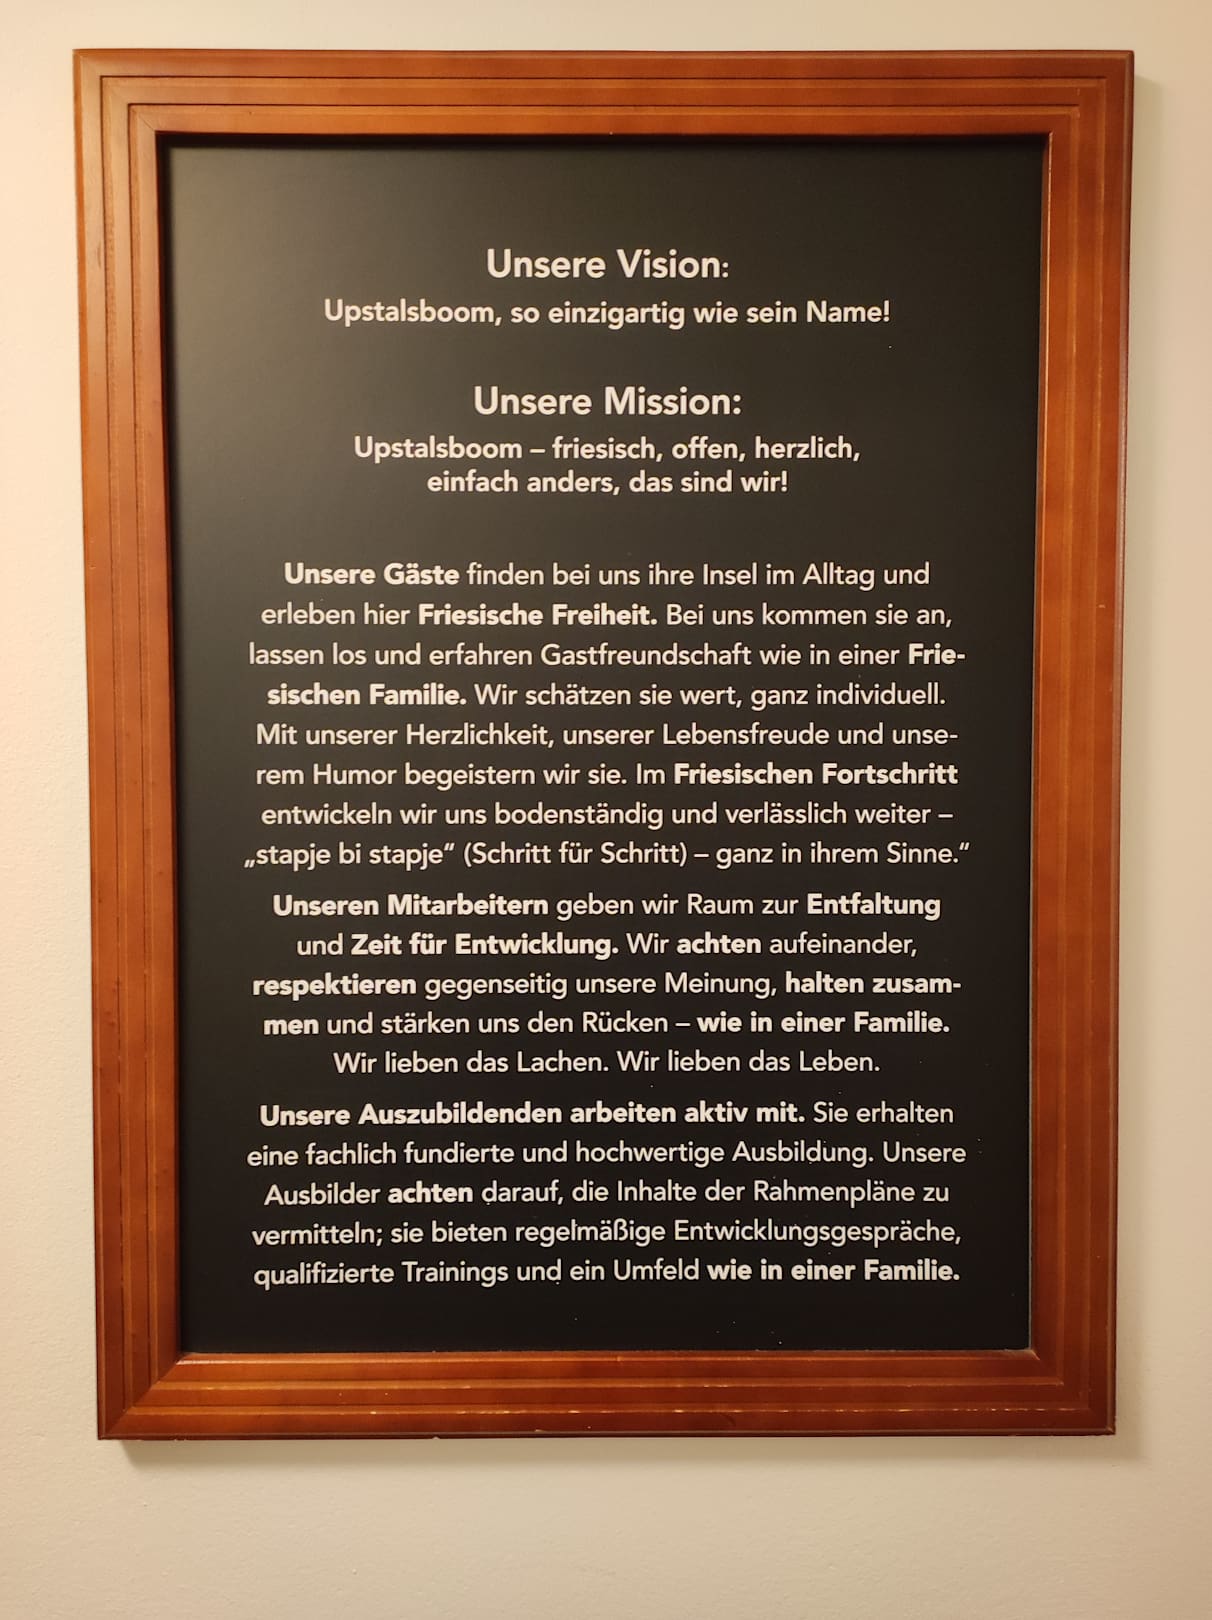 Unsere Vision:
Upstalsboom, so einzigartig wie sein Name!
Unsere Mission:
Upstalsboom – friesisch, offen, herzlich,
einfach anders, das sind wir!
Unsere Gäste finden bei uns ihre Insel im Alltag und
erleben hier Friesische Freiheit. Bei uns kommen sie an,
lassen los und erfahren Gastfreundschaft wie in einer Frie-
sischen Familie. Wir schätzen sie wert, ganz individuell.
Mit unserer Herzlichkeit, unserer Lebensfreude und unse-
rem Humor begeistern wir sie. Im Friesischen Fortschritt
entwickeln wir uns bodenständig und verlässlich weiter –
„stapje bi stapje“ (Schritt für Schritt) – ganz in ihrem Sinne.“
Unseren Mitarbeitern geben wir Raum zur Entfaltung
und Zeit für Entwicklung. Wir achten aufeinander,
respektieren gegenseitig unsere Meinung, halten zusam-
men und stärken uns den Rücken – wie in einer Familie.
Wir lieben das Lachen. Wir lieben das Leben.
Unsere Auszubildenden arbeiten aktiv mit. Sie erhalten
eine fachlich fundierte und hochwertige Ausbildung. Unsere
Ausbilder achten darauf, die Inhalte der Rahmenpläne zu
vermitteln; sie bieten regelmäßige Entwicklungsgespräche,
qualifizierte Trainings und ein Umfeld wie in einer Familie.